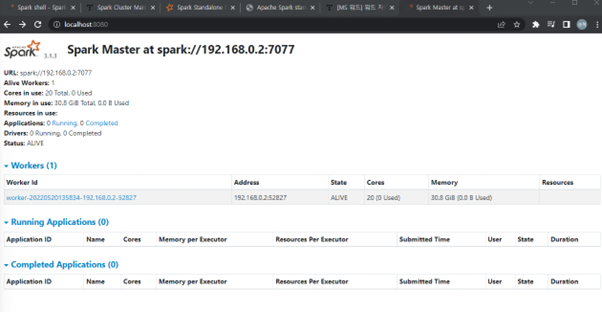 Spark shell - Spark
Spark Cluster Man
Spark Standalone
Apache Spark stan
[MS 워드] 워드
Spark Master at sp
localhost:8080
APACHE Spark 3.1.3
Spark Master at spark://192.168.0.2:7077
URL: spark://192.168.0.2:7077
Alive Workers: 1
Cores in use: 20 Total, 0 Used
Memory in use: 30.8 GiB Total, 0.0 B Used
Resources in use:
Applications: 0 Running, 0 Completed
Drivers: 0 Running, 0 Completed
Status: ALIVE
Workers (1)
Worker Id Address State Cores Memory Resources
worker-20220520135834-192.168.0.2-52827 192.168.0.2:52827 ALIVE 20 (0 Used) 30.8 GiB (0.0 B Used)
Running Applications (0)
Application ID Name Cores Memory per Executor Resources Per Executor Submitted Time User State Duration
Completed Applications (0)
Application ID Name Cores Memory per Executor Resources Per Executor Submitted Time User State Duration